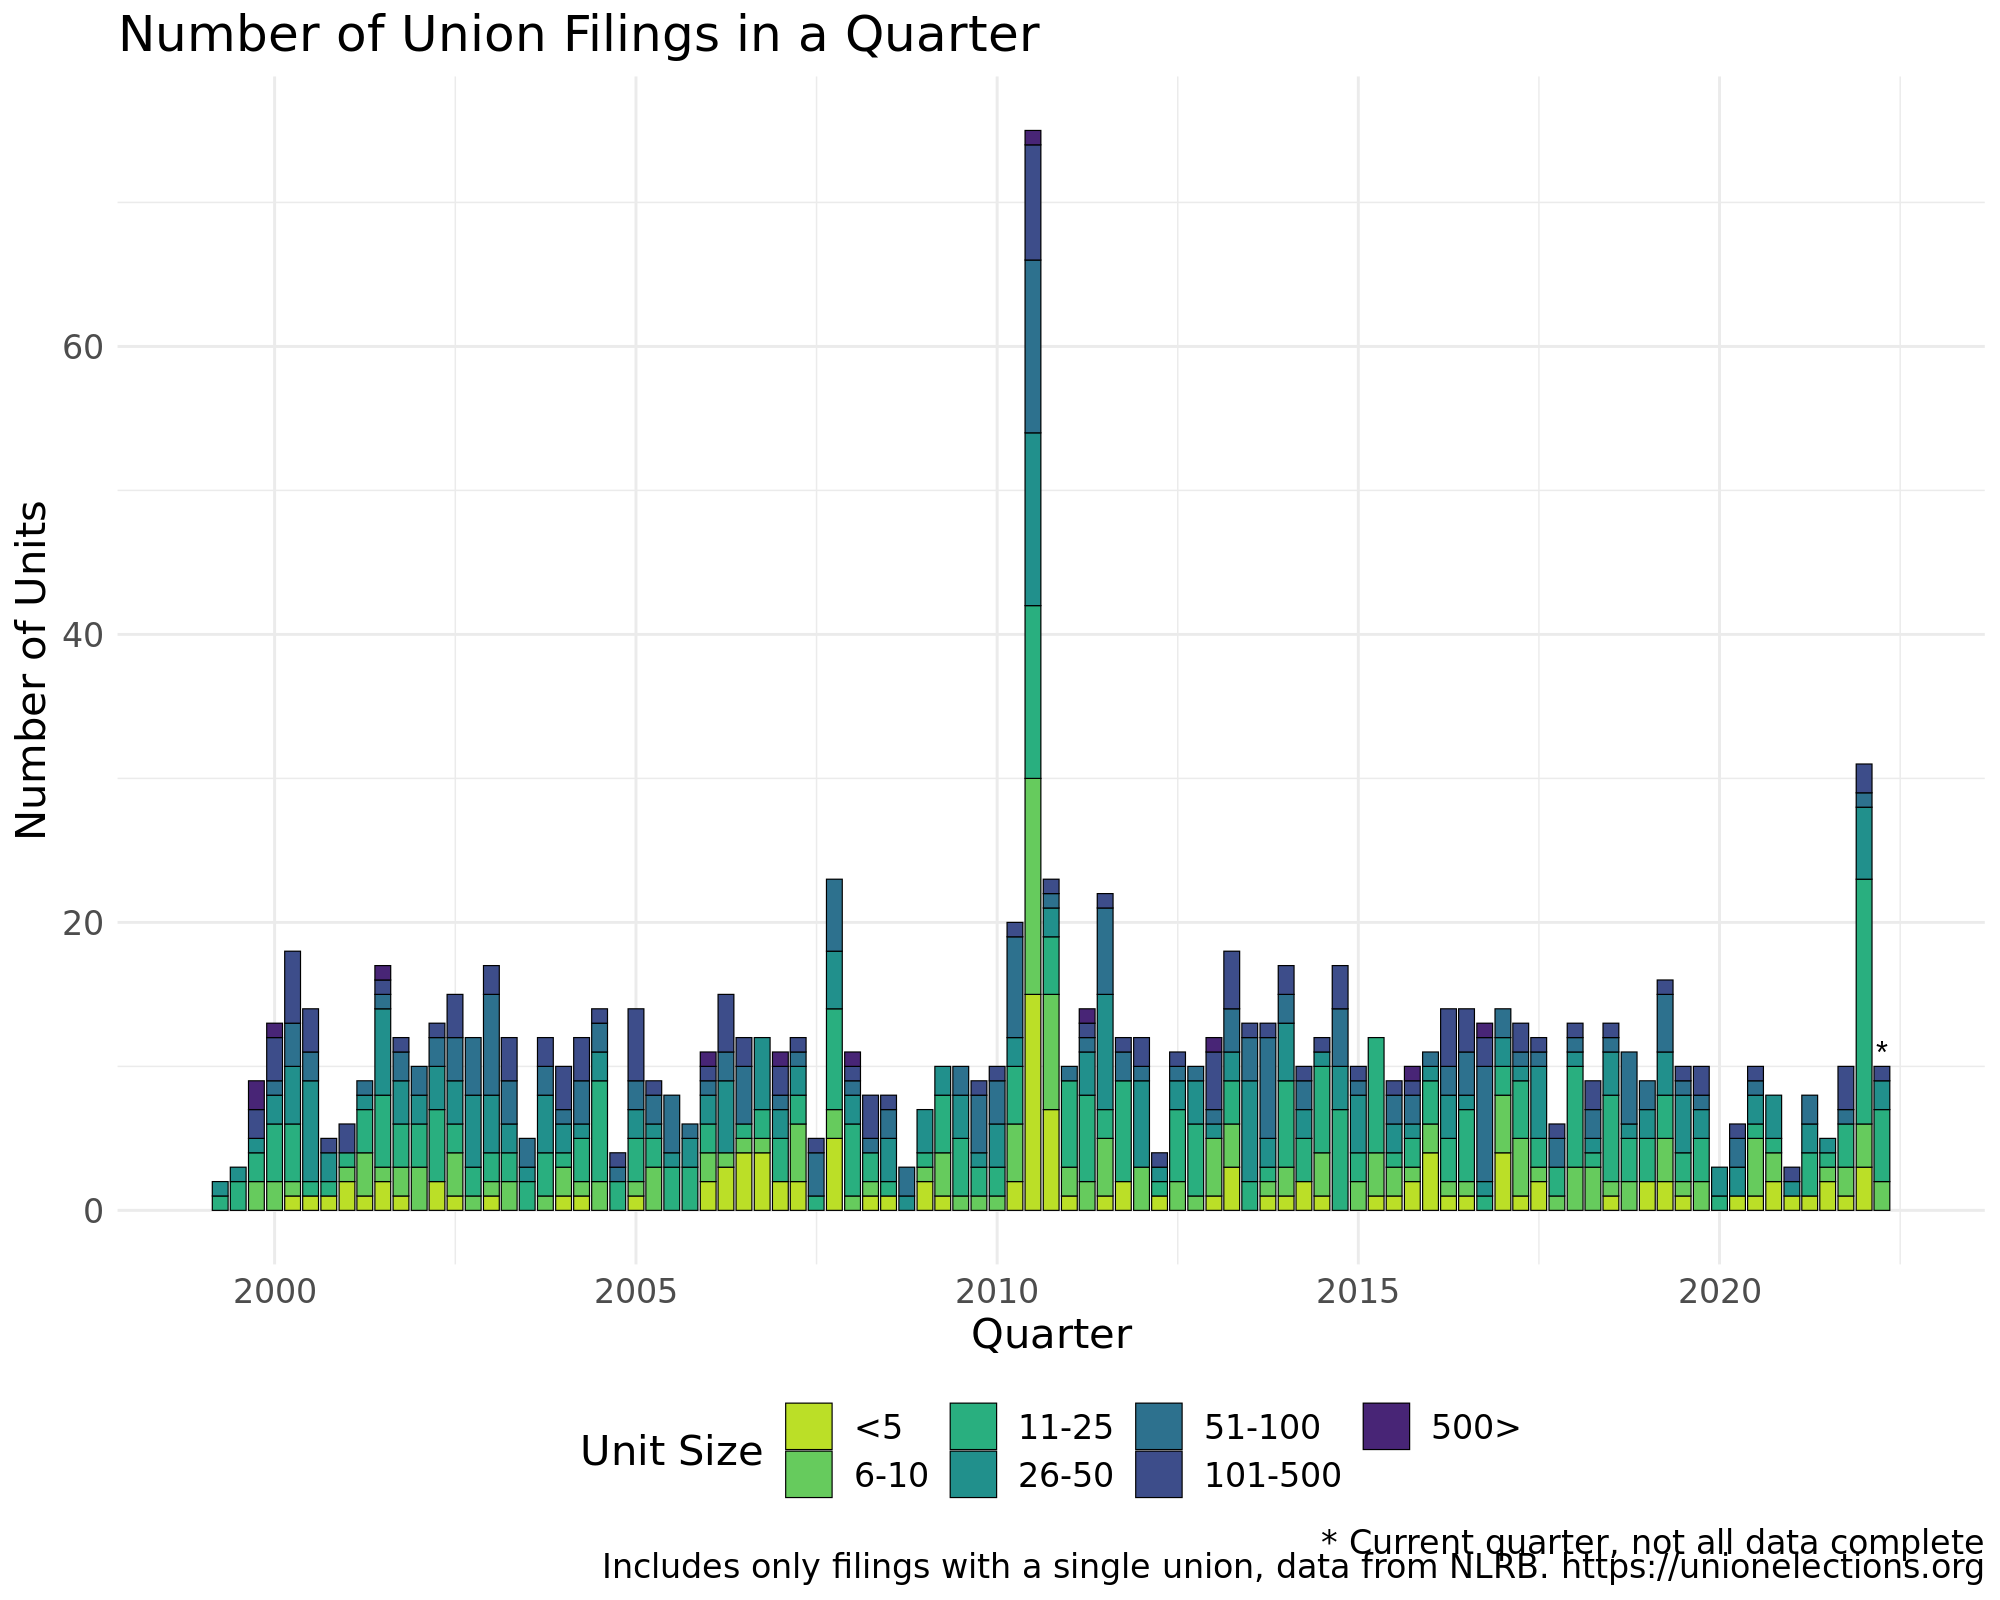 Number of Union Filings in a Quarter
Number of Units
60
40
20
0
*
2000 2005 2010 2015 2020
Quarter
Unit Size
<5 11-25 51-100 500>
6-10 26-50 101-500
* Current quarter, not all data complete
Includes only filings with a single union, data from NLRB. https://unionelections.org